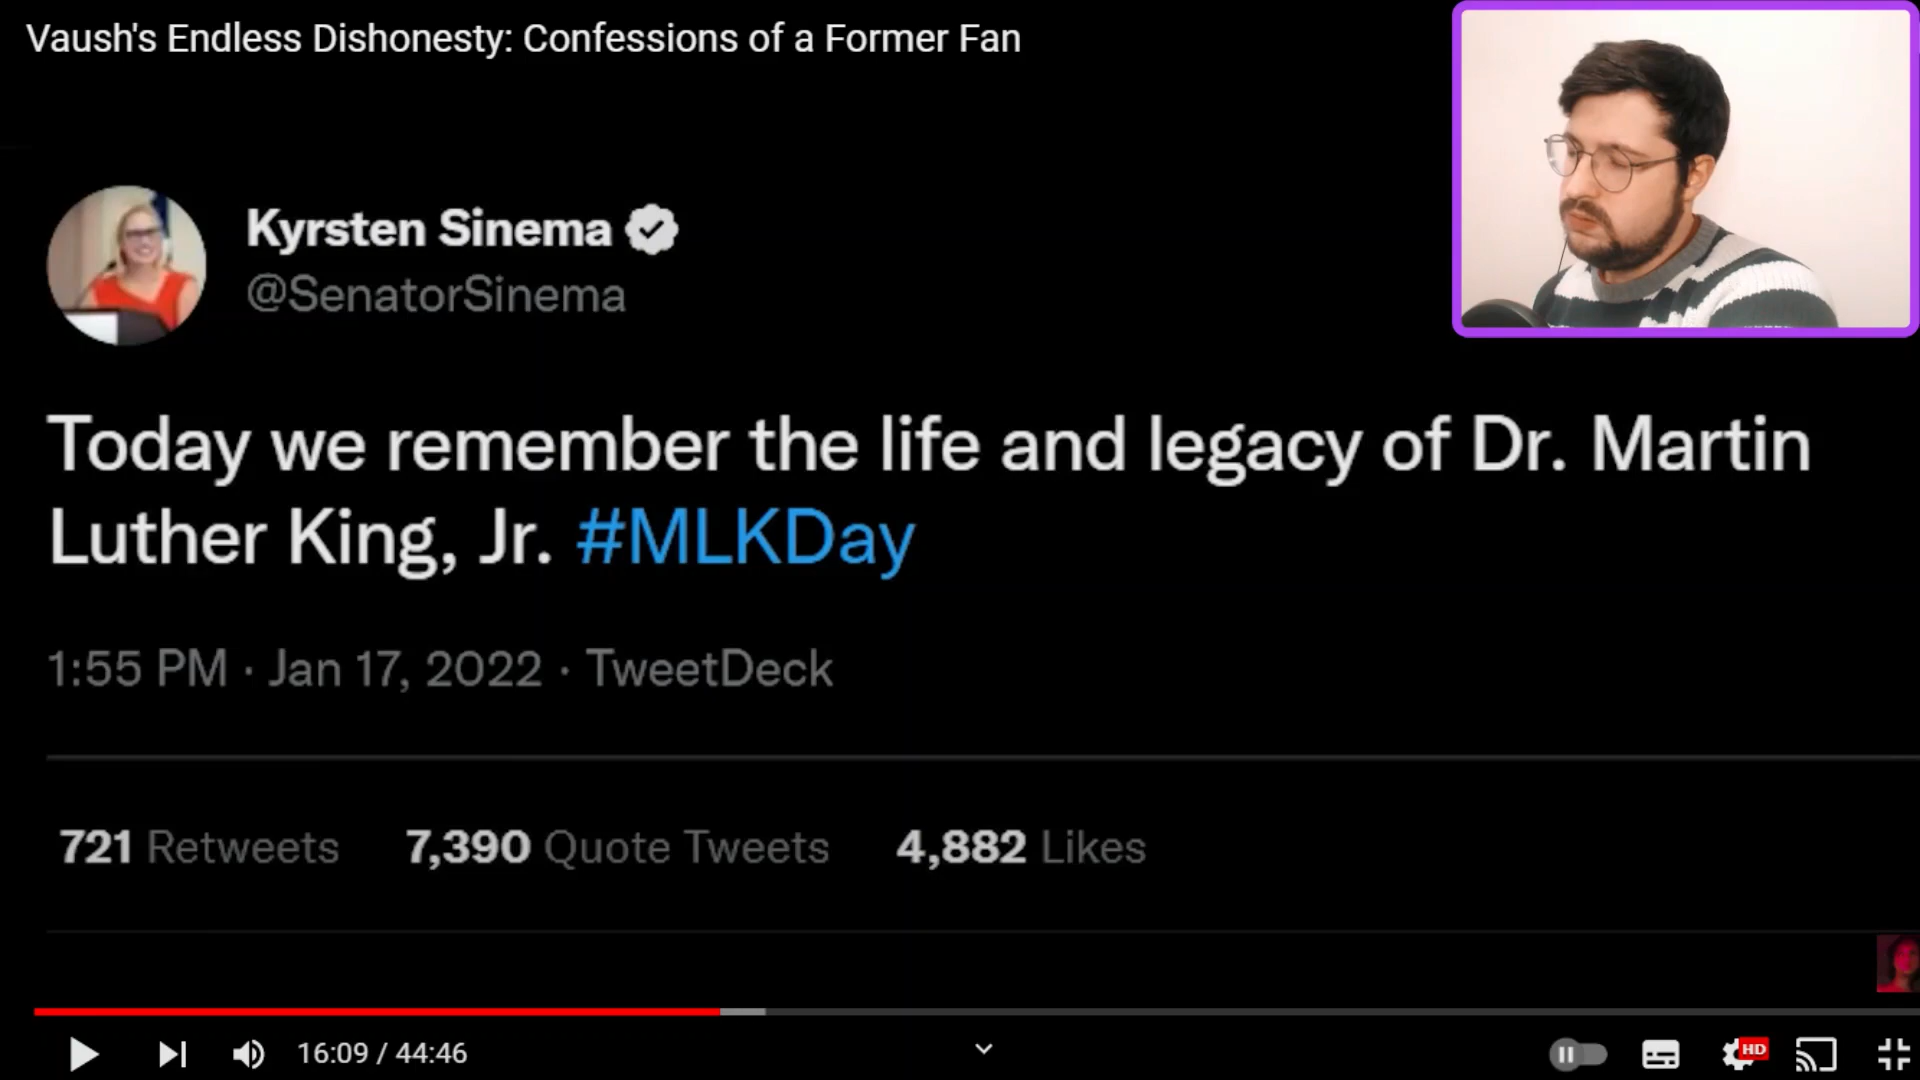 Vaush's Endless Dishonesty: Confessions of a Former Fan
Kyrsten Sinema
@SenatorSinema
Today we remember the life and legacy of Dr. Martin
Luther King, Jr. #MLKDay
1:55 PM · Jan 17, 2022 · TweetDeck
721 Retweets 7,390 Quote Tweets 4,882 Likes
16:09 / 44:46
HD